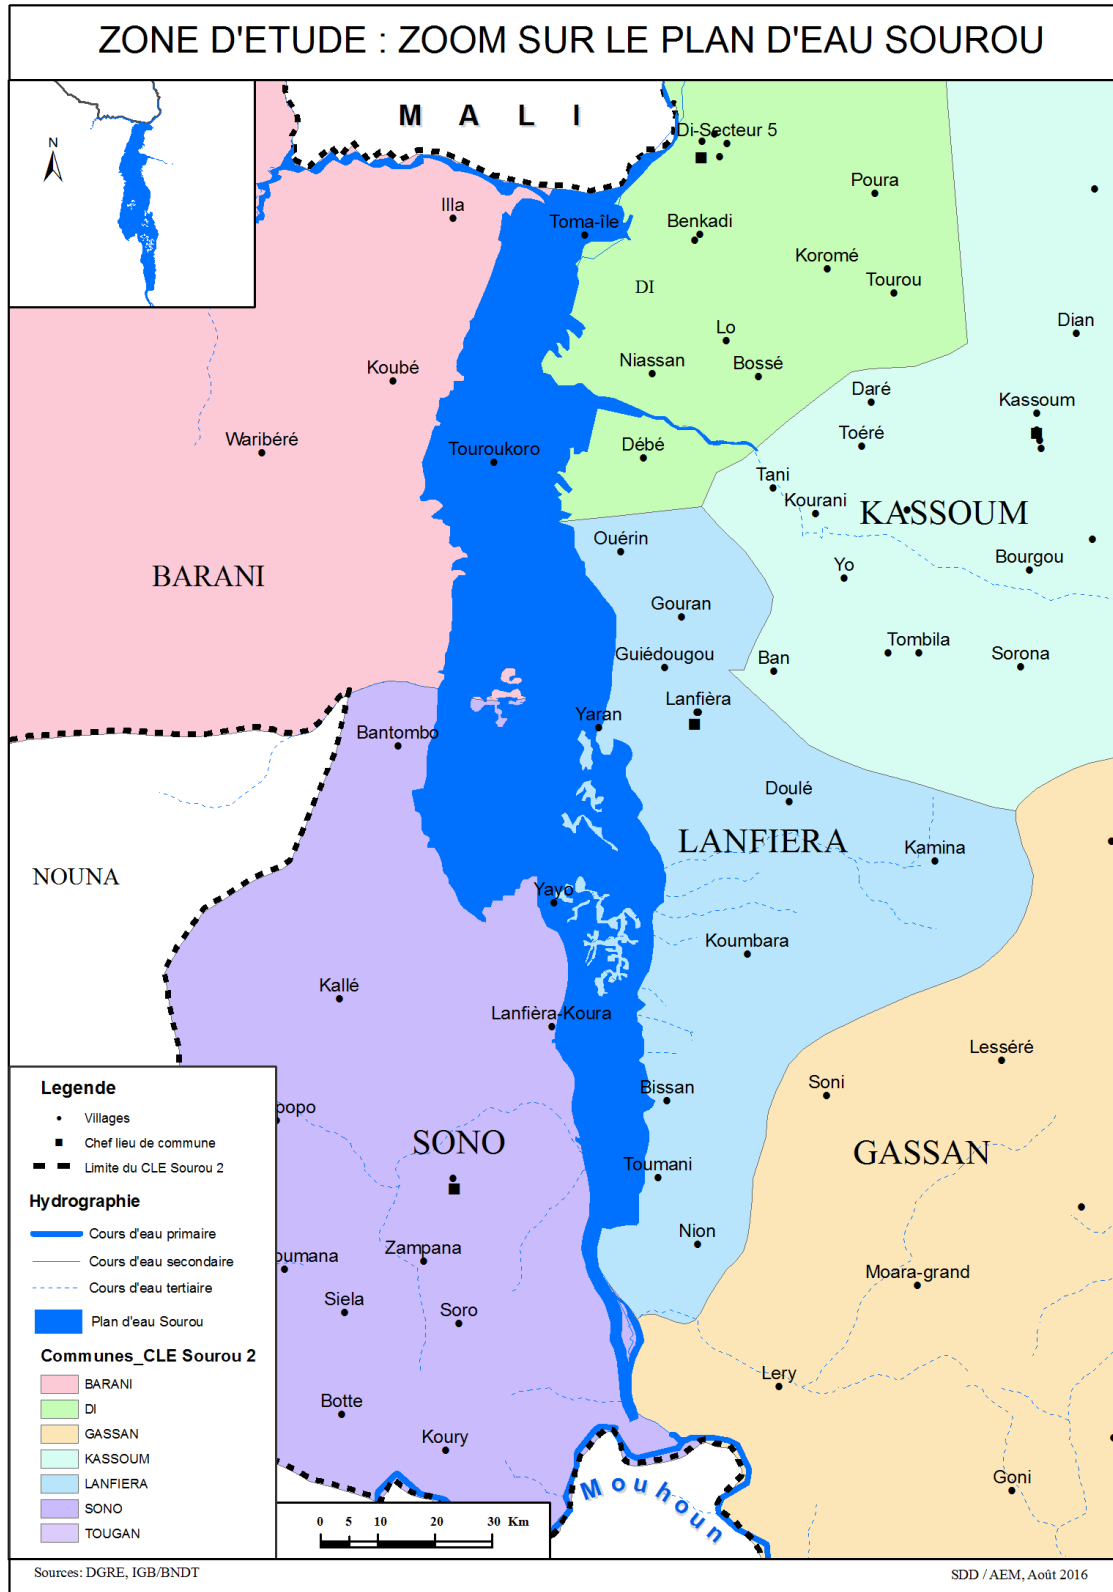 ZONE D'ETUDE : ZOOM SUR LE PLAN D'EAU SOUROU
N
M A L I
Di-Secteur 5
Poura
Illa
Toma-île
Benkadi
Koromé
Tourou
DI
Dian
Lo
Niassan
Bossé
Koubé
Daré
Kassoum
Waribéré
Touroukoro
Débé
Toéré
Tani
Kourani
KASSOUM
Ouérin
Yo
Bourgou
BARANI
Gouran
Guiédougou
Ban
Tombila
Sorona
Lanfièra
Yaran
Bantombo
Doulé
LANFIERA
Kamina
NOUNA
Yayo
Koumbara
Kallé
Lanfièra-Koura
Lesséré
Bissan
Soni
popo
SONO
GASSAN
Toumani
Nion
Zampana
oumana
Moara-grand
Siela
Soro
Lery
Botte
Koury
Goni
Mouhoun
Legende
Villages
Chef lieu de commune
Limite du CLE Sourou 2
Hydrographie
Cours d'eau primaire
Cours d'eau secondaire
Cours d'eau tertiaire
Plan d'eau Sourou
Communes_CLE Sourou 2
BARANI
DI
GASSAN
KASSOUM
LANFIERA
SONO
TOUGAN
0 5 10 20 30 Km
Sources: DGRE, IGB/BNDT
SDD / AEM, Août 2016